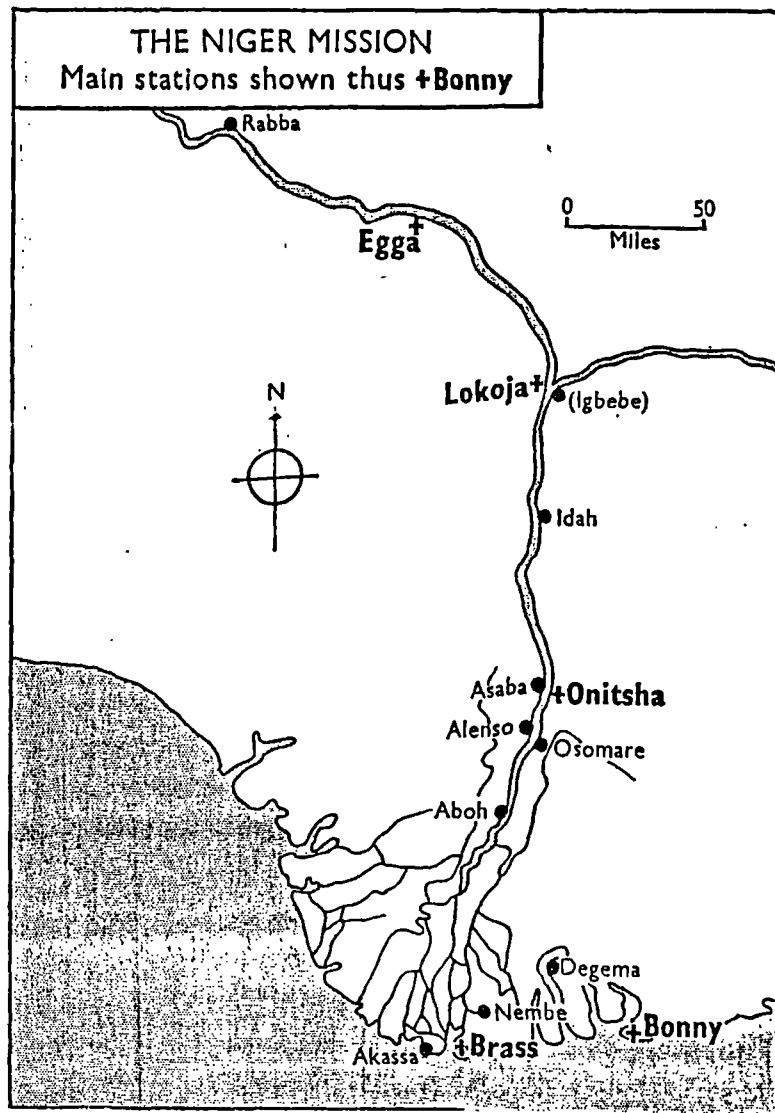 THE NIGER MISSION
Main stations shown thus +Bonny
Rabba
0 50
Miles
Egga
N
Lokoja
(Igbebe)
Idah
Asaba
Onitsha
Alenso
Osomare
Aboh
Degema
Nembe
Bonny
Brass
Akassa